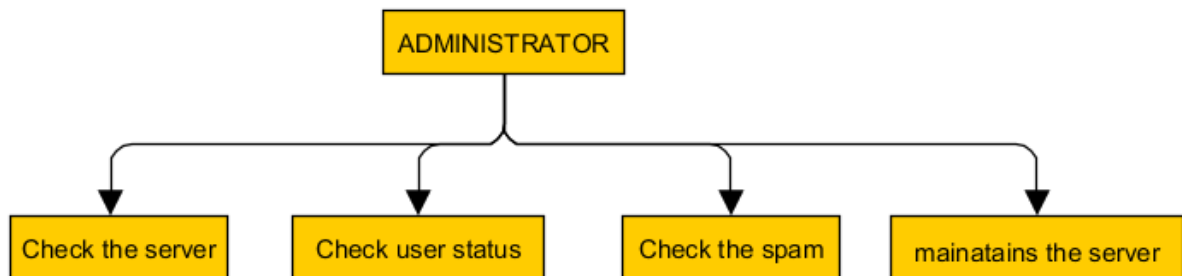 ADMINISTRATOR
Check the server
Check user status
Check the spam
mainatains the server